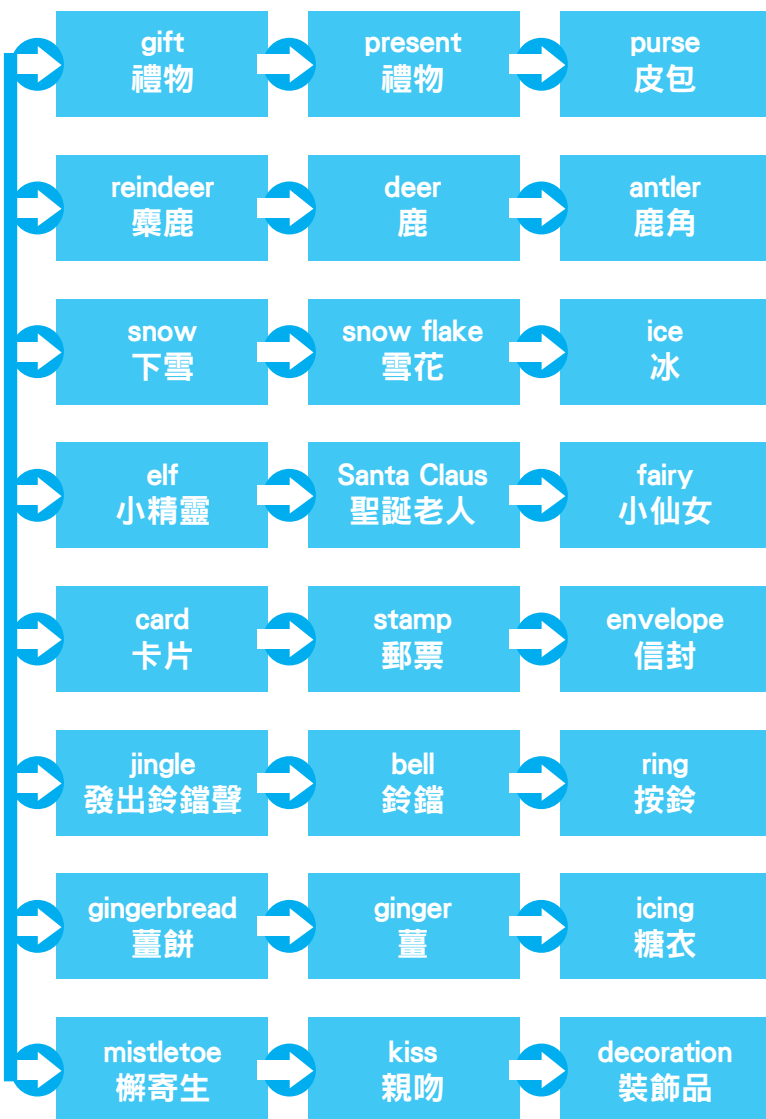 gift
禮物
present
禮物
purse
皮包
reindeer
麋鹿
deer
鹿
antler
鹿角
snow
下雪
snow flake
雪花
ice
冰
elf
小精靈
Santa Claus
聖誕老人
fairy
小仙女
card
卡片
stamp
郵票
envelope
信封
jingle
發出鈴鐺聲
bell
鈴鐺
ring
按鈴
gingerbread
薑餅
ginger
薑
icing
糖衣
mistletoe
檞寄生
kiss
親吻
decoration
裝飾品